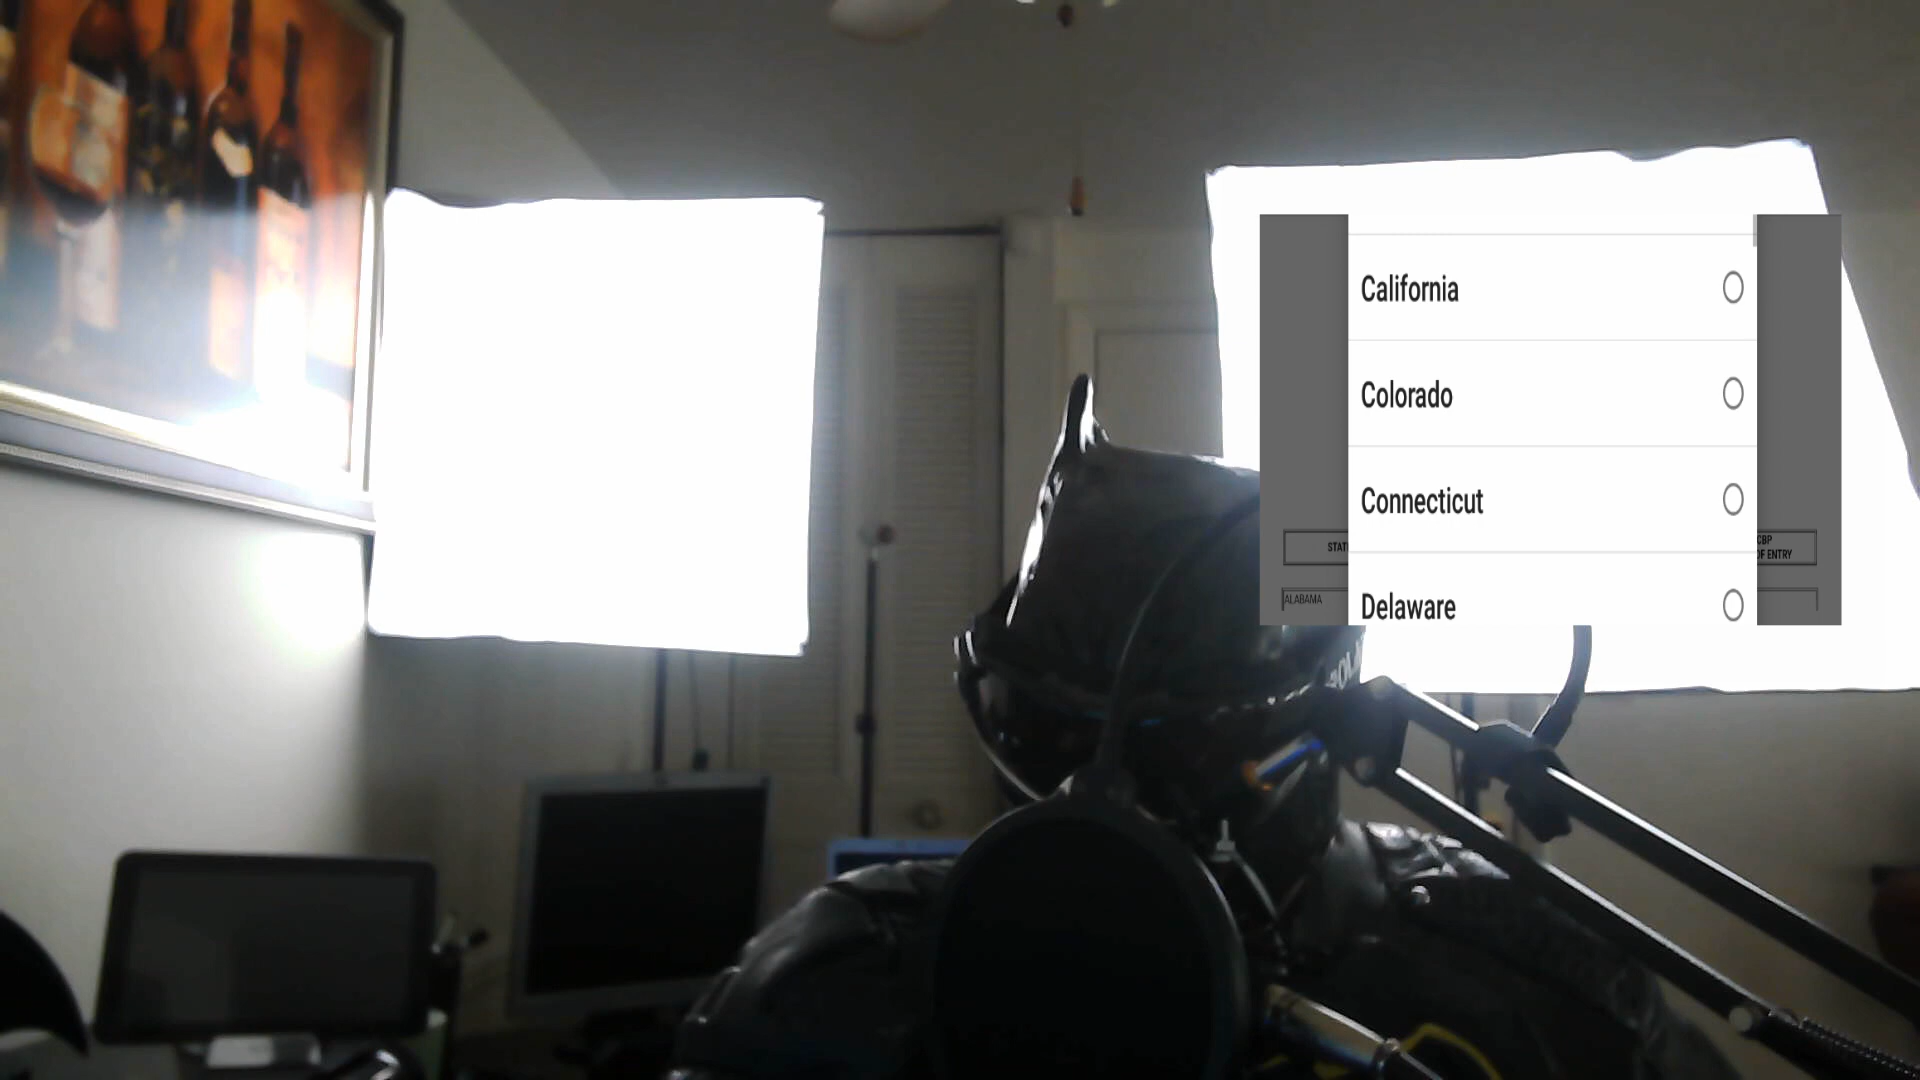 California
Colorado
Connecticut
CBP
OF ENTRY
ALABAMA
Delaware